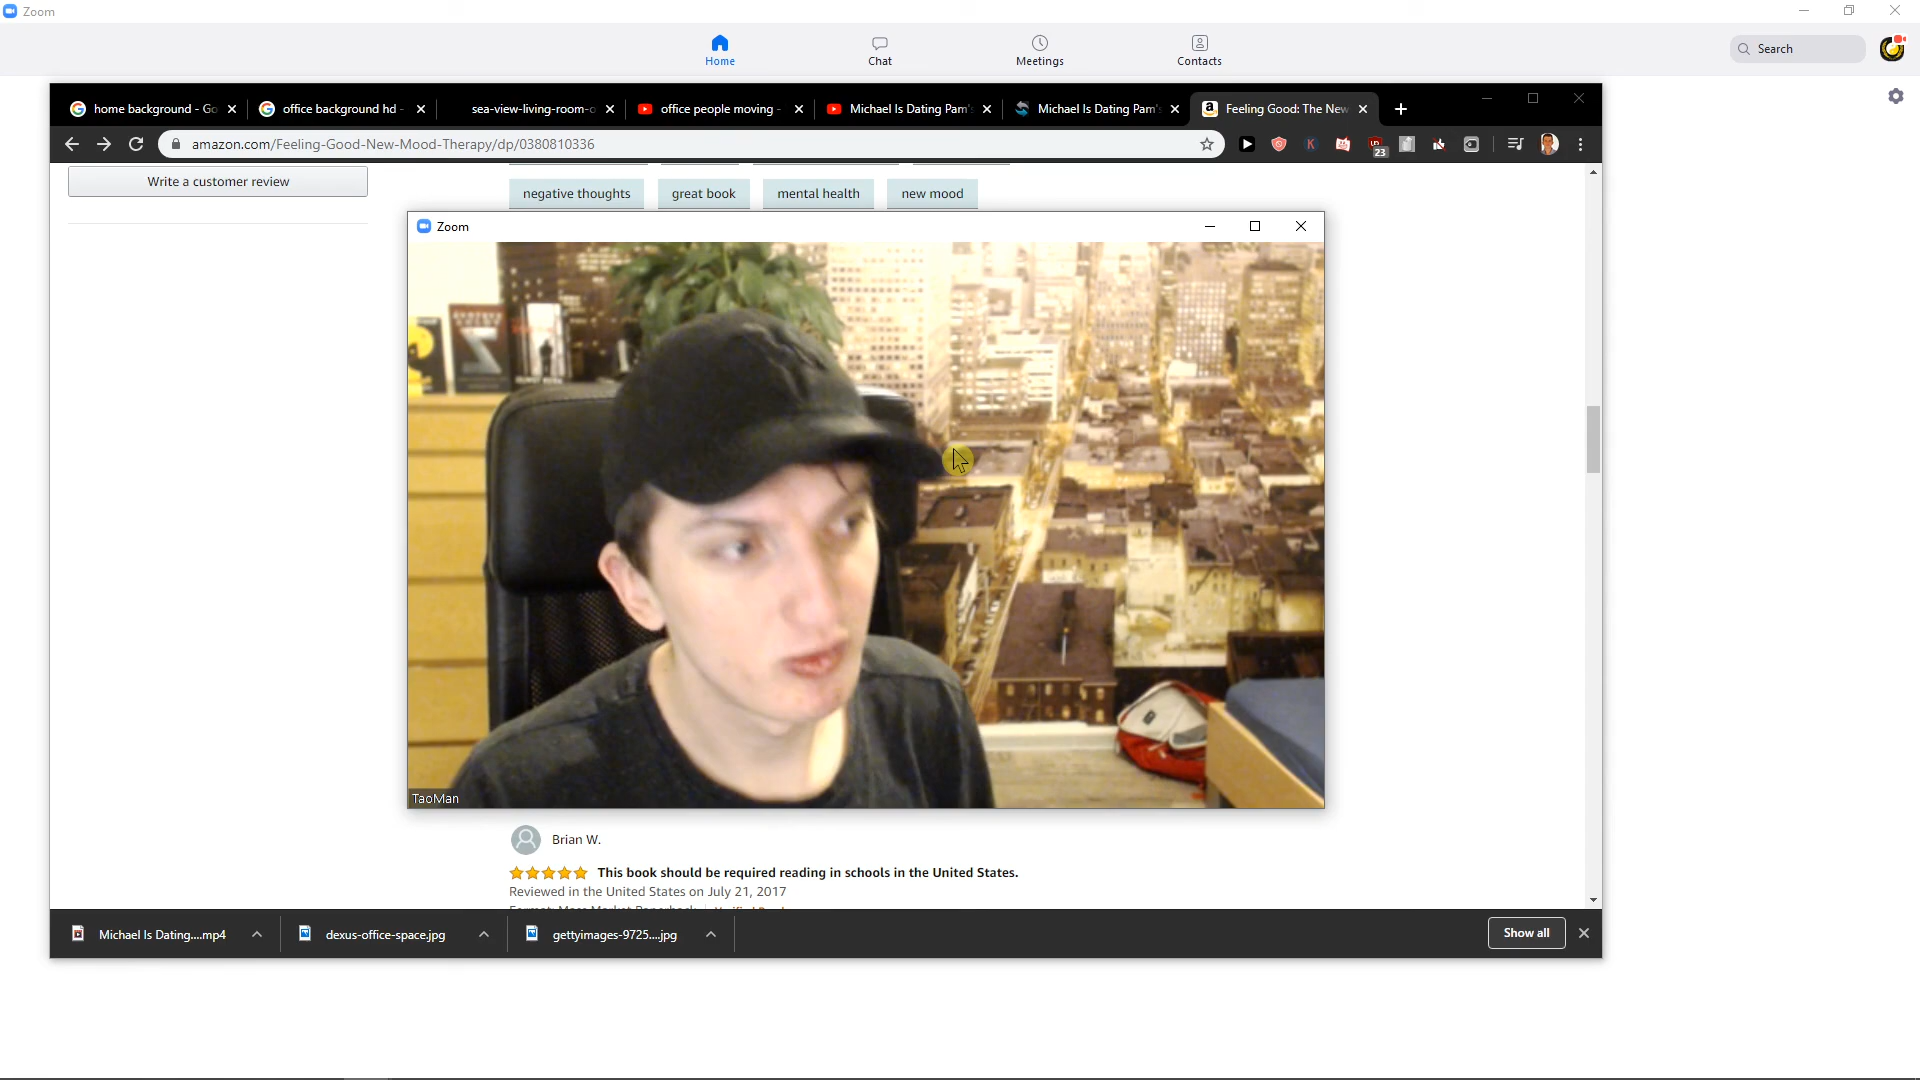 Zoom
Home
Chat
Meetings
Contacts
Search
home background - Go
office background hd -
sea-view-living-room-o
office people moving -
Michael Is Dating Pam's
Michael Is Dating Pam's
Feeling Good: The New
amazon.com/Feeling-Good-New-Mood-Therapy/dp/0380810336
23
Write a customer review
negative thoughts
great book
mental health
new mood
Zoom
TaoMan
Brian W.
This book should be required reading in schools in the United States.
Reviewed in the United States on July 21, 2017
Michael Is Dating....mp4
dexus-office-space.jpg
gettyimages-9725....jpg
Show all